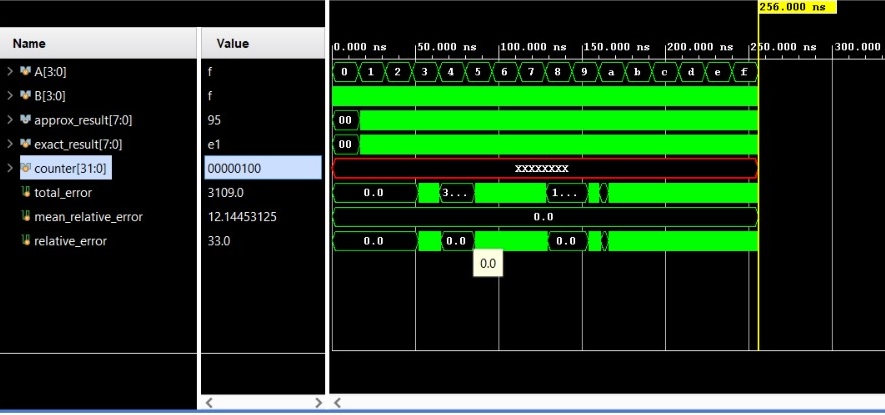 256.000 ns
Name Value
0.000 ns 50.000 ns 100.000 ns 150.000 ns 200.000 ns 250.000 ns 300.000
A[3:0] f 0 1 2 3 4 5 6 7 8 9 a b c d e f
B[3:0] f
approx_result[7:0] 95 00
exact_result[7:0] e1 00
counter[31:0] 00000100 XXXXXXXX
total_error 3109.0 0.0 3... 1...
mean_relative_error 12.14453125 0.0
relative_error 33.0 0.0 0.0 0.0
0.0